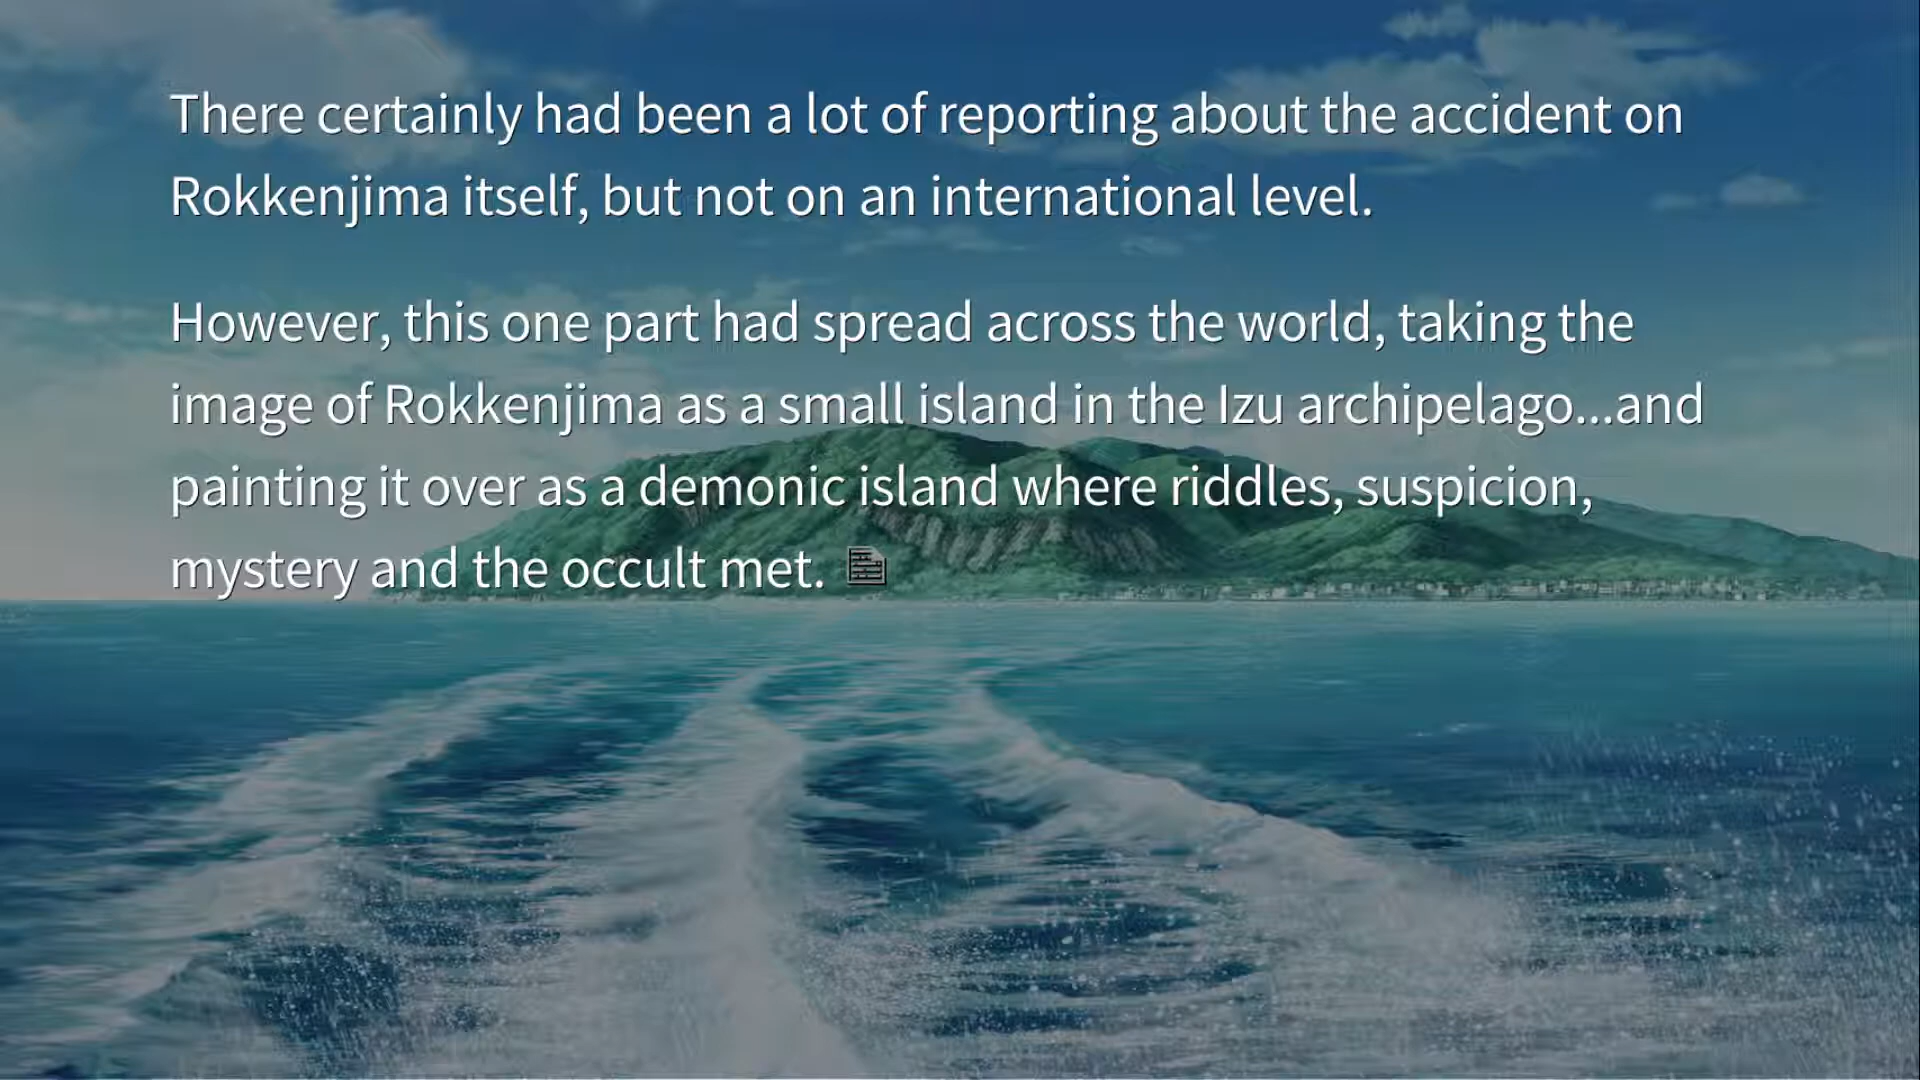 There certainly had been a lot of reporting about the accident on
Rokkenjima itself, but not on an international level.
However, this one part had spread across the world, taking the
image of Rokkenjima as a small island in the Izu archipelago...and
painting it over as a demonic island where riddles, suspicion,
mystery and the occult met.